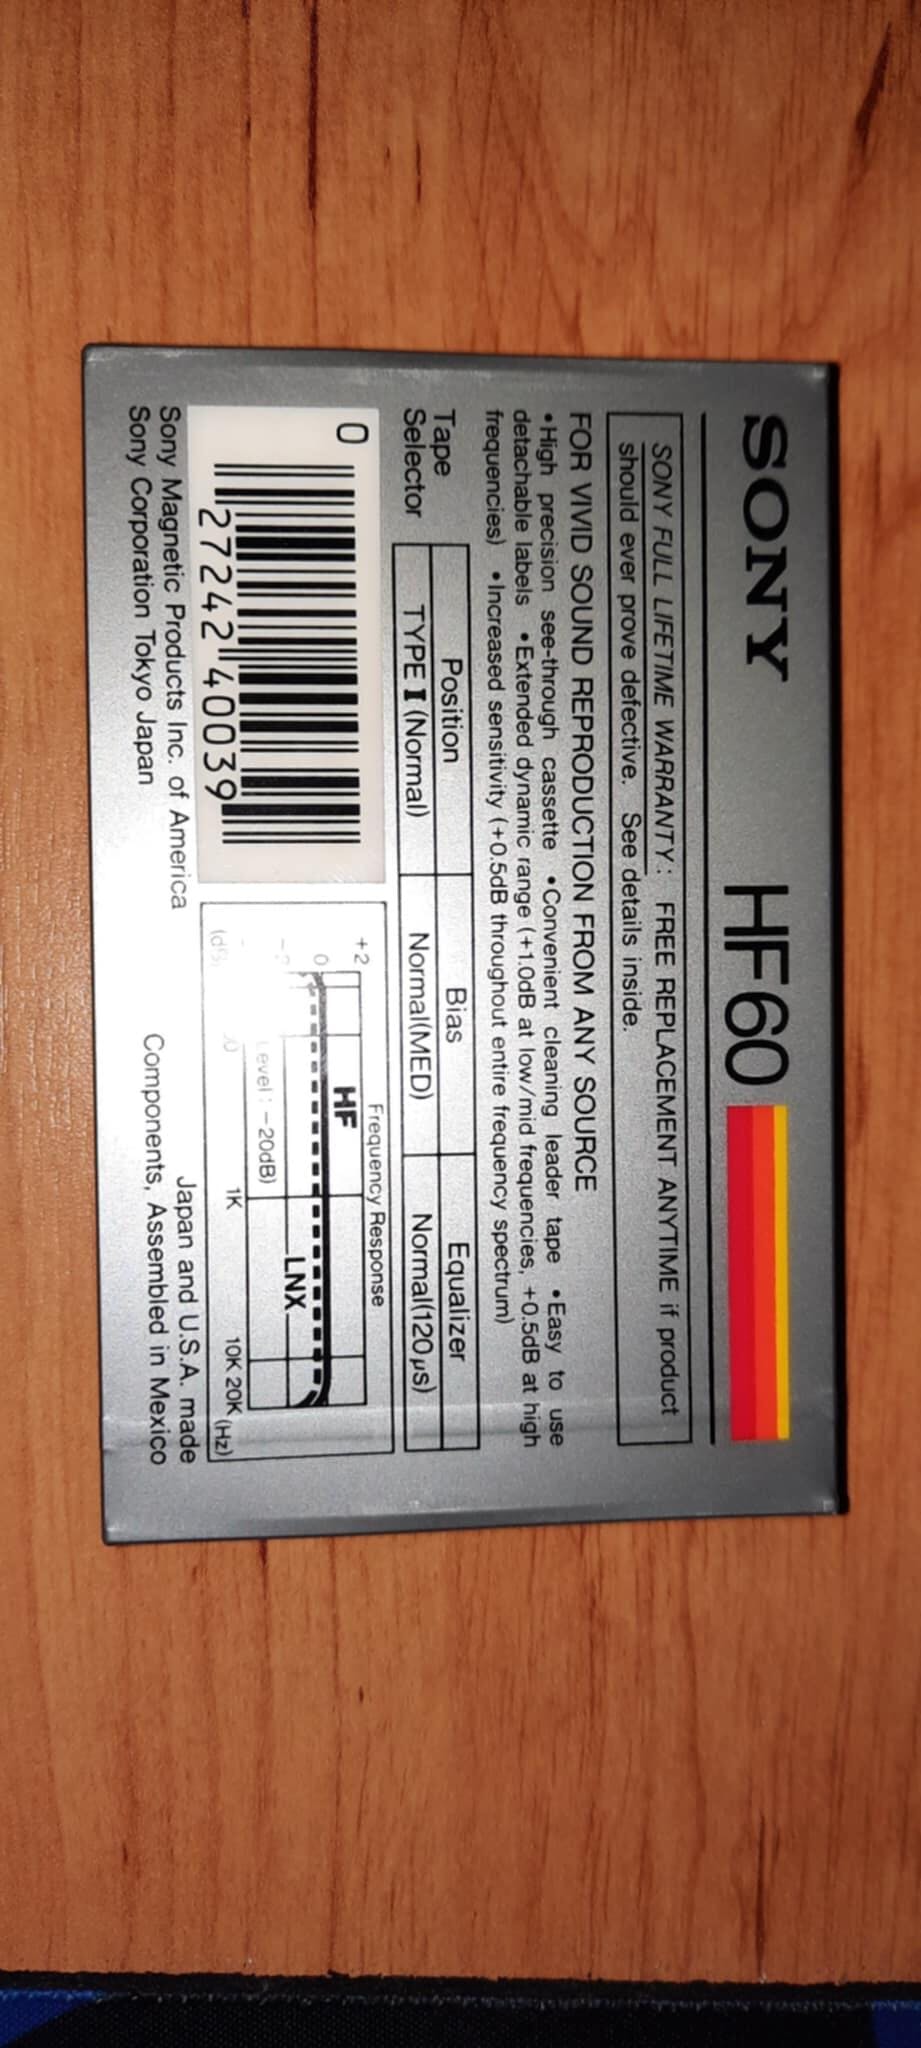 SONY HF60
SONY FULL LIFETIME WARRANTY: FREE REPLACEMENT ANYTIME if product
should ever prove defective. See details inside.
FOR VIVID SOUND REPRODUCTION FROM ANY SOURCE
• High precision see-through cassette • Convenient cleaning leader tape • Easy to use
detachable labels • Extended dynamic range (+1.0dB at low/mid frequencies, +0.5dB at high
frequencies) • Increased sensitivity (+0.5dB throughout entire frequency spectrum)
Tape
Selector
Position Bias Equalizer
TYPE I (Normal) Normal(MED) Normal(120µs)
0 27242 40039
Frequency Response
+2
0
HF
LNX
Level: -20dB)
1K 10K 20K (Hz)
Sony Magnetic Products Inc. of America
Sony Corporation Tokyo Japan
Japan and U.S.A. made
Components, Assembled in Mexico